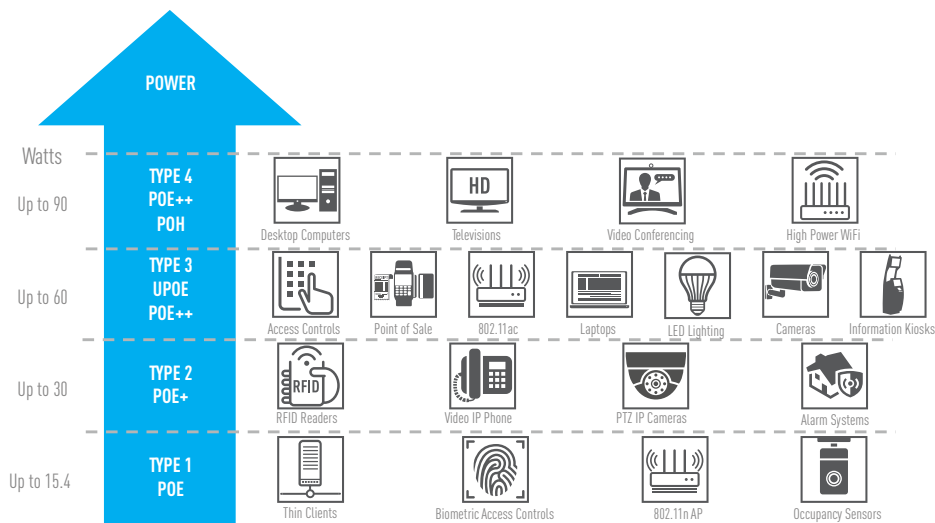 POWER
Watts
Up to 90
TYPE 4
POE++
POH
HD
Desktop Computers
Televisions
Video Conferencing
High Power WiFi
Up to 60
TYPE 3
UPOE
POE++
Access Controls
Point of Sale
802.11ac
Laptops
LED Lighting
Cameras
Information Kiosks
Up to 30
TYPE 2
POE+
RFID
RFID Readers
Video IP Phone
PTZ IP Cameras
Alarm Systems
Up to 15.4
TYPE 1
POE
Thin Clients
Biometric Access Controls
802.11n AP
Occupancy Sensors